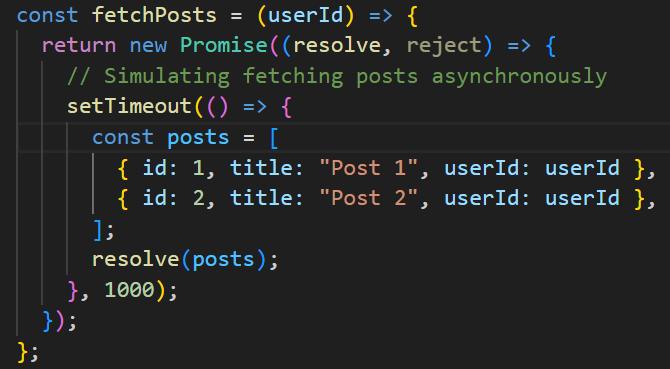 const fetchPosts = (userId) => {
  return new Promise((resolve, reject) => {
    // Simulating fetching posts asynchronously
    setTimeout(() => {
      const posts = [
        { id: 1, title: "Post 1", userId: userId },
        { id: 2, title: "Post 2", userId: userId },
      ];
      resolve(posts);
    }, 1000);
  });
};